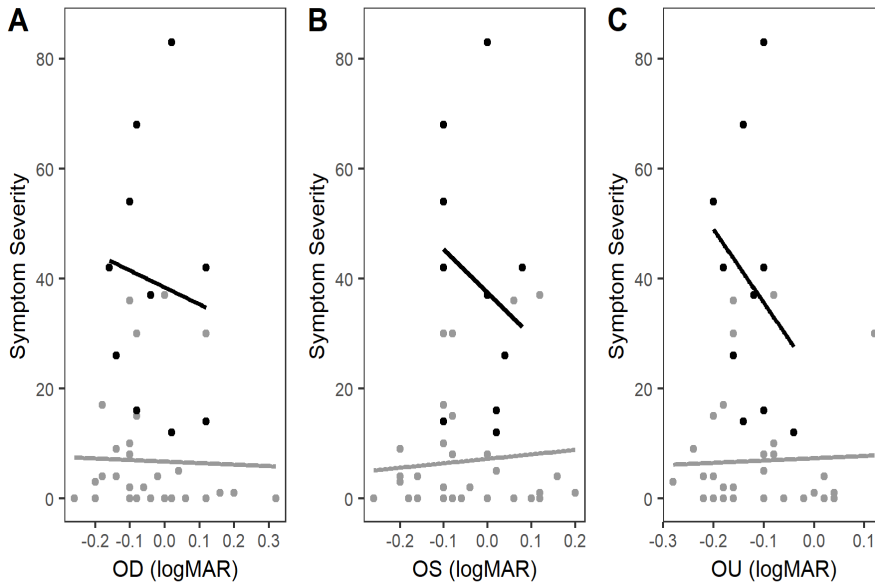 A B C
Symptom Severity Symptom Severity Symptom Severity
80 80 80
60 60 60
40 40 40
20 20 20
0 0 0
-0.2 -0.1 0.0 0.1 0.2 0.3 -0.2 -0.1 0.0 0.1 0.2 -0.3 -0.2 -0.1 0.0 0.1
OD (logMAR) OS (logMAR) OU (logMAR)